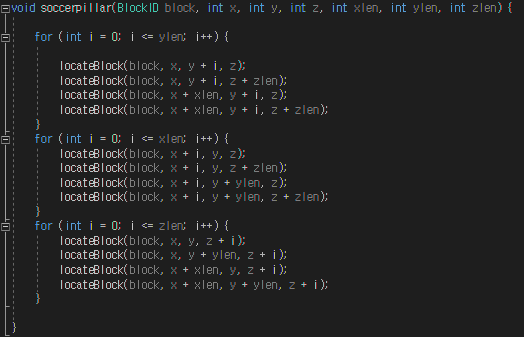 void soccerpillar(BlockID block, int x, int y, int z, int xlen, int ylen, int zlen) {
for (int i = 0; i <= ylen; i++) {
locateBlock(block, x, y + i, z);
locateBlock(block, x, y + i, z + zlen);
locateBlock(block, x + xlen, y + i, z);
locateBlock(block, x + xlen, y + i, z + zlen);
}
for (int i = 0; i <= xlen; i++) {
locateBlock(block, x + i, y, z);
locateBlock(block, x + i, y, z + zlen);
locateBlock(block, x + i, y + ylen, z);
locateBlock(block, x + i, y + ylen, z + zlen);
}
for (int i = 0; i <= zlen; i++) {
locateBlock(block, x, y, z + i);
locateBlock(block, x, y + ylen, z + i);
locateBlock(block, x + xlen, y, z + i);
locateBlock(block, x + xlen, y + ylen, z + i);
}
}